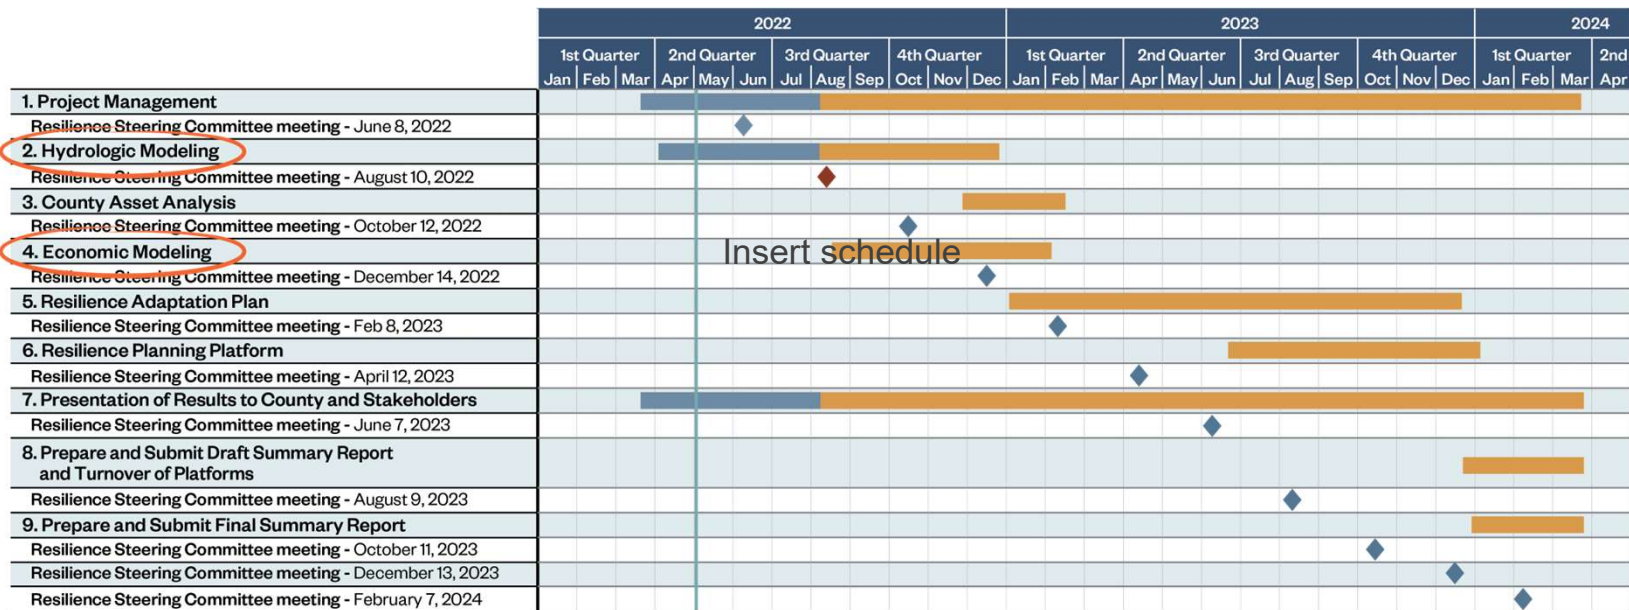 2022 2023 2024
1st Quarter 2nd Quarter 3rd Quarter 4th Quarter 1st Quarter 2nd Quarter 3rd Quarter 4th Quarter 1st Quarter 2nd
Jan Feb Mar Apr May Jun Jul Aug Sep Oct Nov Dec Jan Feb Mar Apr May Jun Jul Aug Sep Oct Nov Dec Jan Feb Mar Apr
1. Project Management
Resilience Steering Committee meeting - June 8, 2022
2. Hydrologic Modeling
Resilience Steering Committee meeting - August 10, 2022
3. County Asset Analysis
Resilience Steering Committee meeting - October 12, 2022
4. Economic Modeling
Insert schedule
Resilience Steering Committee meeting - December 14, 2022
5. Resilience Adaptation Plan
Resilience Steering Committee meeting - Feb 8, 2023
6. Resilience Planning Platform
Resilience Steering Committee meeting - April 12, 2023
7. Presentation of Results to County and Stakeholders
Resilience Steering Committee meeting - June 7, 2023
8. Prepare and Submit Draft Summary Report
and Turnover of Platforms
Resilience Steering Committee meeting - August 9, 2023
9. Prepare and Submit Final Summary Report
Resilience Steering Committee meeting - October 11, 2023
Resilience Steering Committee meeting - December 13, 2023
Resilience Steering Committee meeting - February 7, 2024